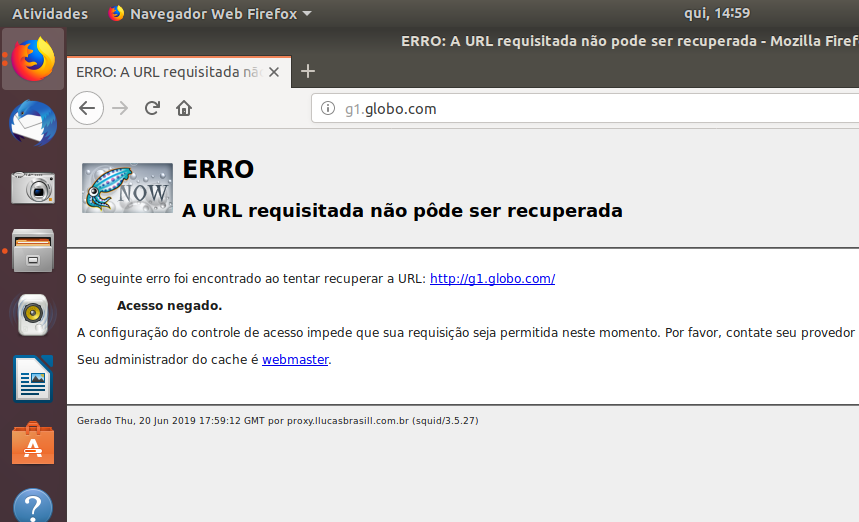 Atividades
Navegador Web Firefox
qui, 14:59
ERRO: A URL requisitada não pode ser recuperada - Mozilla Firef
ERRO: A URL requisitada nã
g1.globo.com
NOW
ERRO
A URL requisitada não pôde ser recuperada
O seguinte erro foi encontrado ao tentar recuperar a URL: http://g1.globo.com/
Acesso negado.
A configuração do controle de acesso impede que sua requisição seja permitida neste momento. Por favor, contate seu provedor
Seu administrador do cache é webmaster.
Gerado Thu, 20 Jun 2019 17:59:12 GMT por proxy.llucasbrasill.com.br (squid/3.5.27)